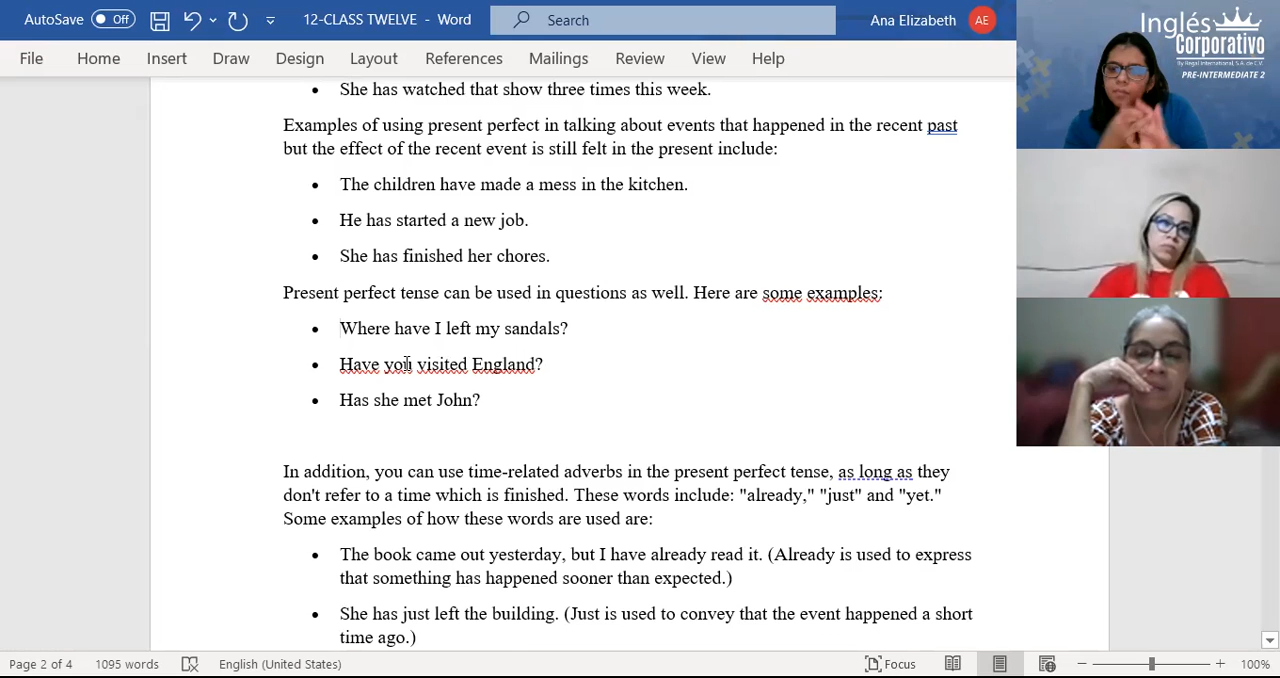 AutoSave Off 12-CLASS TWELVE - Word Search Ana Elizabeth AE
File Home Insert Draw Design Layout References Mailings Review View Help
• She has watched that show three times this week.
Examples of using present perfect in talking about events that happened in the recent past
but the effect of the recent event is still felt in the present include:
• The children have made a mess in the kitchen.
• He has started a new job.
• She has finished her chores.
Present perfect tense can be used in questions as well. Here are some examples:
• Where have I left my sandals?
• Have you visited England?
• Has she met John?
In addition, you can use time-related adverbs in the present perfect tense, as long as they
don't refer to a time which is finished. These words include: "already," "just" and "yet."
Some examples of how these words are used are:
• The book came out yesterday, but I have already read it. (Already is used to express
that something has happened sooner than expected.)
• She has just left the building. (Just is used to convey that the event happened a short
time ago.)
Page 2 of 4 1095 words English (United States) Focus 100%
Inglés
Corporativo
By Regal International, S.A. de C.V.
PRE-INTERMEDIATE 2